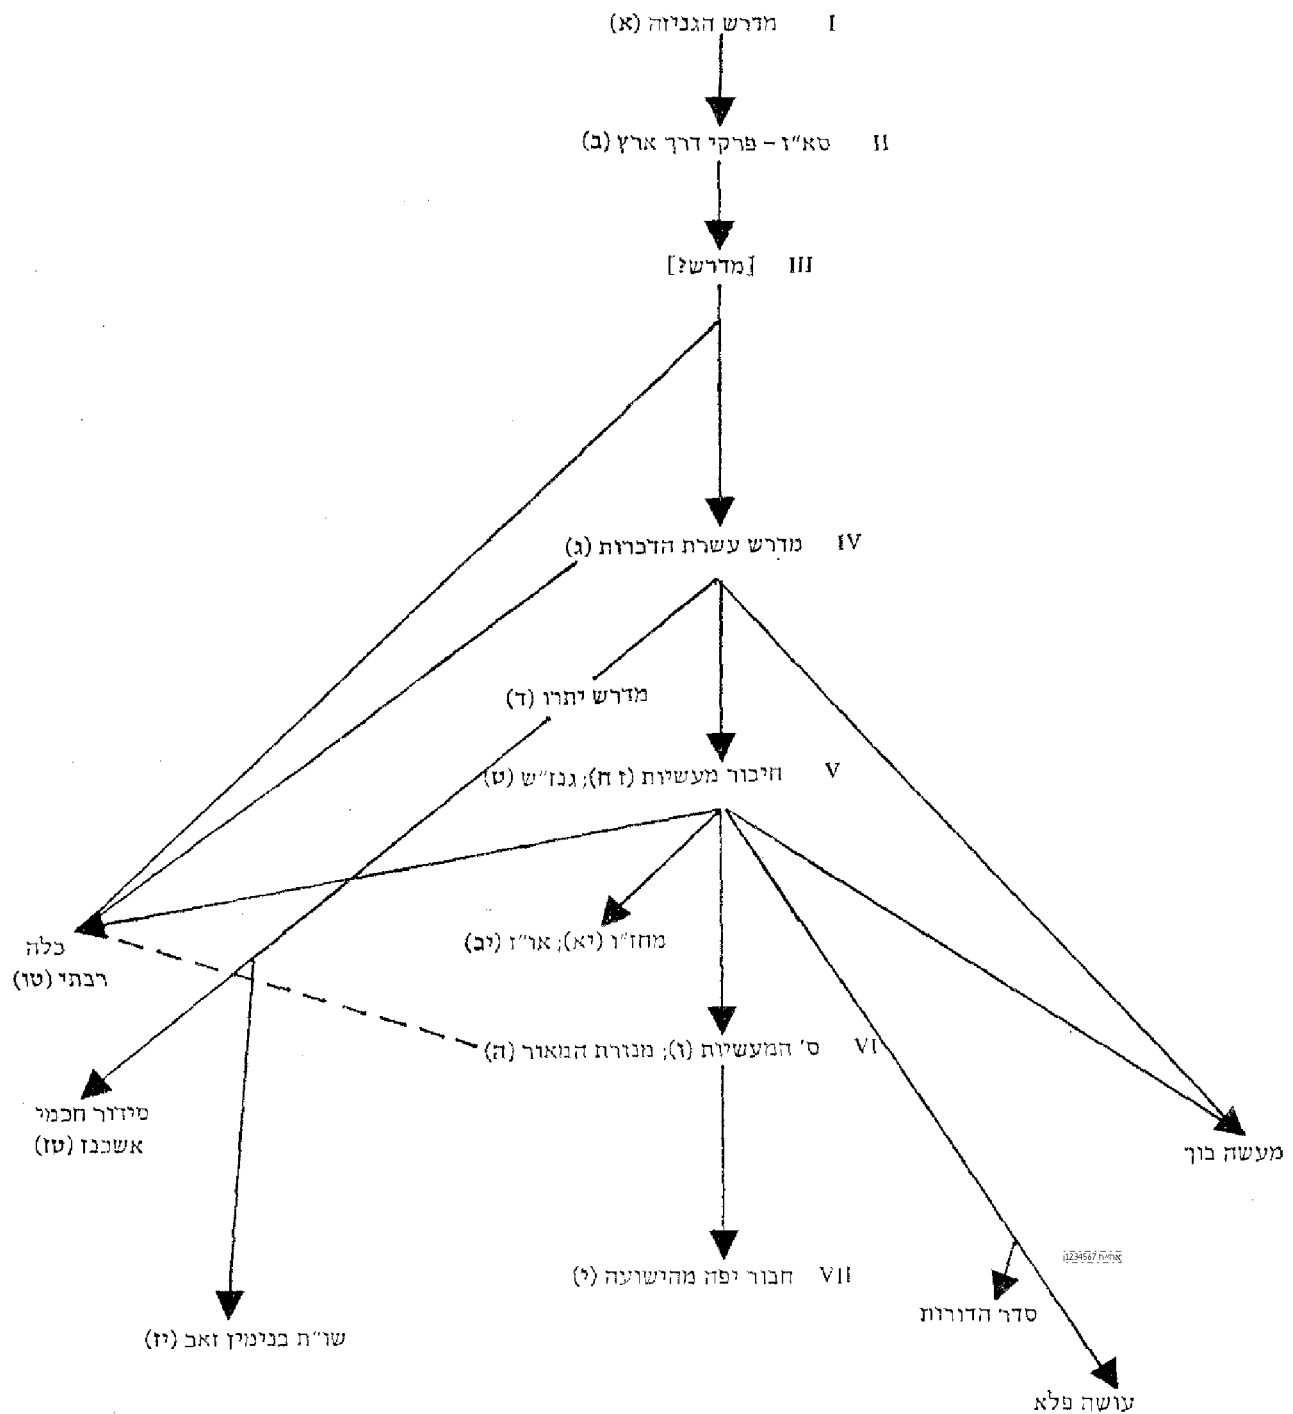 I מדרש הגניזה (א)
II סא״ז – פרקי דרך ארץ (ב)
III [מדרש?]
IV מדרש עשרת הדברות (ג)
מדרש יתרו (ד)
V חיבור מעשיות (ז ח); גנז״ש (ט)
מחז״ו (יא); או״ז (יב)
כלה
רבתי (טו)
VI ס׳ המעשיות (ו); מנורת המאור (ה)
סידור חכמי
אשכנז (טז)
מעשה בוך
VII חבור יפה מהישועה (י)
סדר הדורות
שו״ת בנימין זאב (יז)
עושה פלא